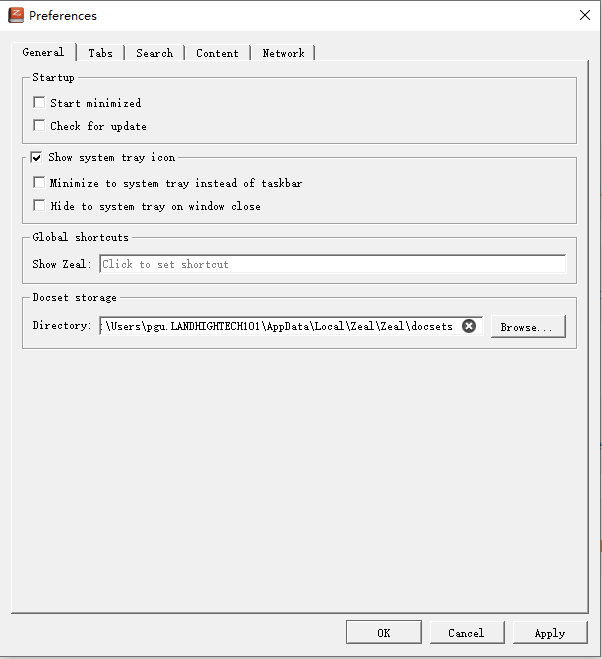 Preferences
General Tabs Search Content Network
Startup
Start minimized
Check for update
Show system tray icon
Minimize to system tray instead of taskbar
Hide to system tray on window close
Global shortcuts
Show Zeal: Click to set shortcut
Docset storage
Directory: :\Users\pgu.LANDHIGHTECH101\AppData\Local\Zeal\Zeal\docsets Browse...
OK Cancel Apply